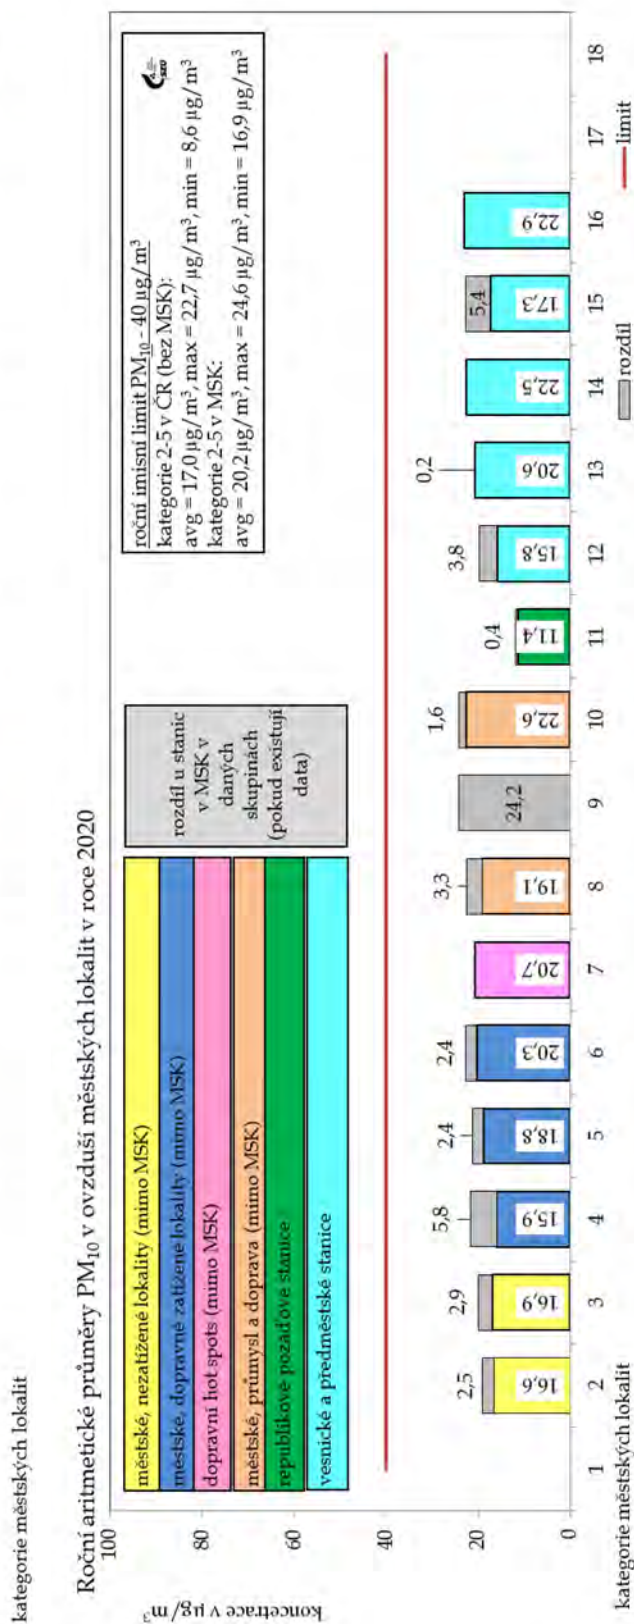 kategorie městských lokalit
Roční aritmetické průměry PM10 v ovzduší městských lokalit v roce 2020
koncetrace v µg/m3
100
80
60
40
20
0
městské, nezatížené lokality (mimo MSK)
městské, dopravně zatížené lokality (mimo MSK)
dopravní hot spots (mimo MSK)
městské, průmysl a doprava (mimo MSK)
republikové pozaďové stanice
vesnické a předměstské stanice
rozdíl u stanic
v MSK v
daných
skupinách
(pokud existují
data)
roční imisní limit PM10 - 40 µg/m3
kategorie 2-5 v ČR (bez MSK):
avg = 17,0 µg/m3, max = 22,7 µg/m3, min = 8,6 µg/m3
kategorie 2-5 v MSK:
avg = 20,2 µg/m3, max = 24,6 µg/m3, min = 16,9 µg/m3
SZÚ
2,5 2,9 5,8 2,4 2,4 3,3 1,6 0,4 3,8 0,2 5,4
16,6 16,9 15,9 18,8 20,3 20,7 19,1 24,2 22,6 11,4 15,8 20,6 22,5 17,3 22,9
1 2 3 4 5 6 7 8 9 10 11 12 13 14 15 16 17 18
kategorie městských lokalit
rozdíl
limit